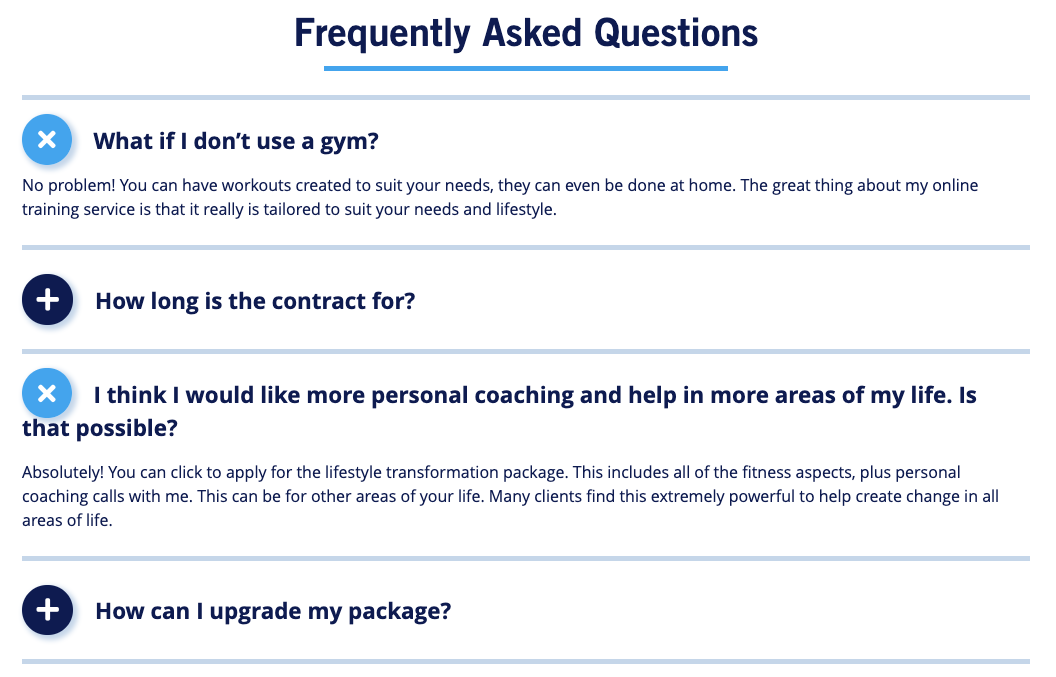 Frequently Asked Questions
What if I don’t use a gym?
No problem! You can have workouts created to suit your needs, they can even be done at home. The great thing about my online
training service is that it really is tailored to suit your needs and lifestyle.
How long is the contract for?
I think I would like more personal coaching and help in more areas of my life. Is
that possible?
Absolutely! You can click to apply for the lifestyle transformation package. This includes all of the fitness aspects, plus personal
coaching calls with me. This can be for other areas of your life. Many clients find this extremely powerful to help create change in all
areas of life.
How can I upgrade my package?